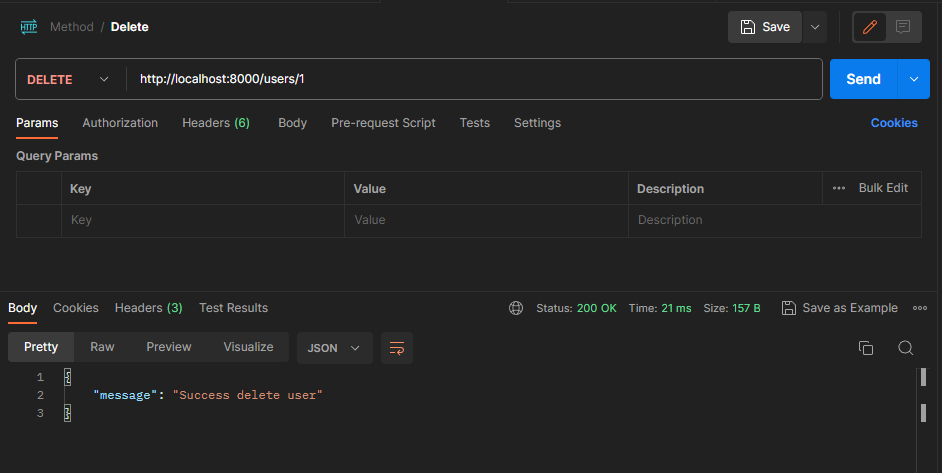 HTTP Method / Delete Save
DELETE http://localhost:8000/users/1 Send
Params Authorization Headers (6) Body Pre-request Script Tests Settings Cookies
Query Params
Key Value Description Bulk Edit
Key Value Description
Body Cookies Headers (3) Test Results Status: 200 OK Time: 21 ms Size: 157 B Save as Example
Pretty Raw Preview Visualize JSON
1 {
2 "message": "Success delete user"
3 }